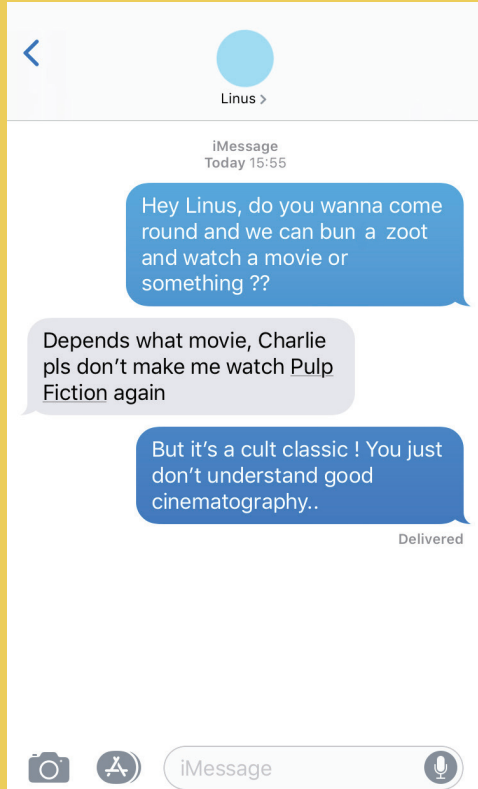 Linus >
iMessage
Today 15:55
Hey Linus, do you wanna come
round and we can bun a zoot
and watch a movie or
something ??
Depends what movie, Charlie
pls don’t make me watch Pulp
Fiction again
But it’s a cult classic ! You just
don’t understand good
cinematography..
Delivered
iMessage